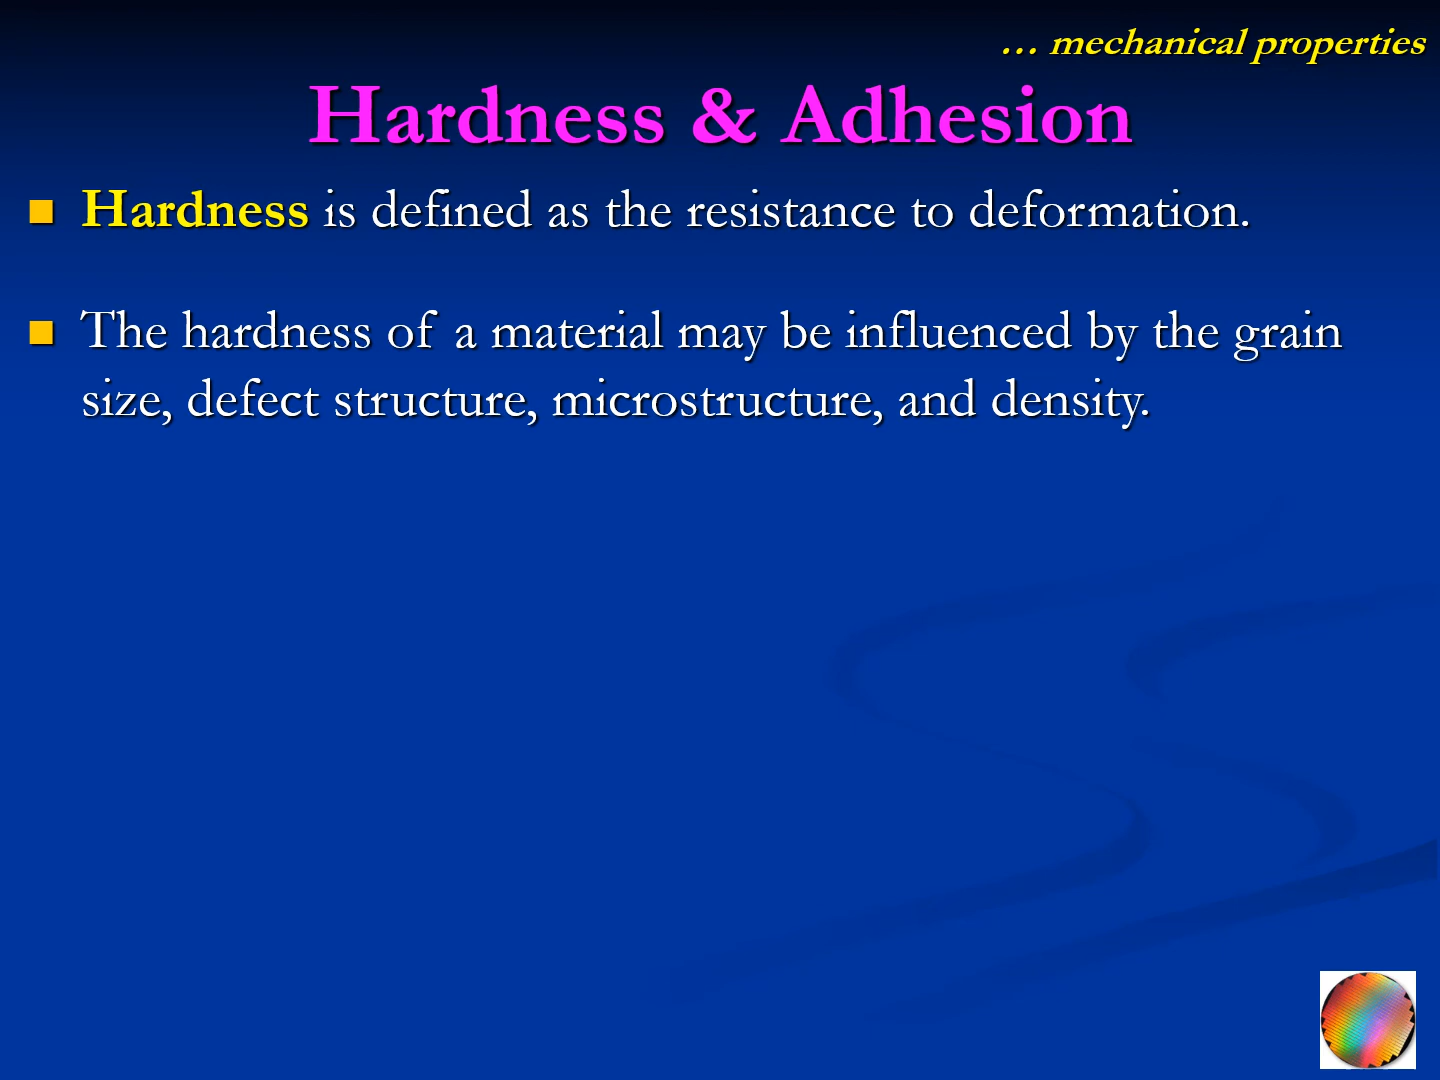 … mechanical properties
Hardness & Adhesion
Hardness is defined as the resistance to deformation.
The hardness of a material may be influenced by the grain
size, defect structure, microstructure, and density.